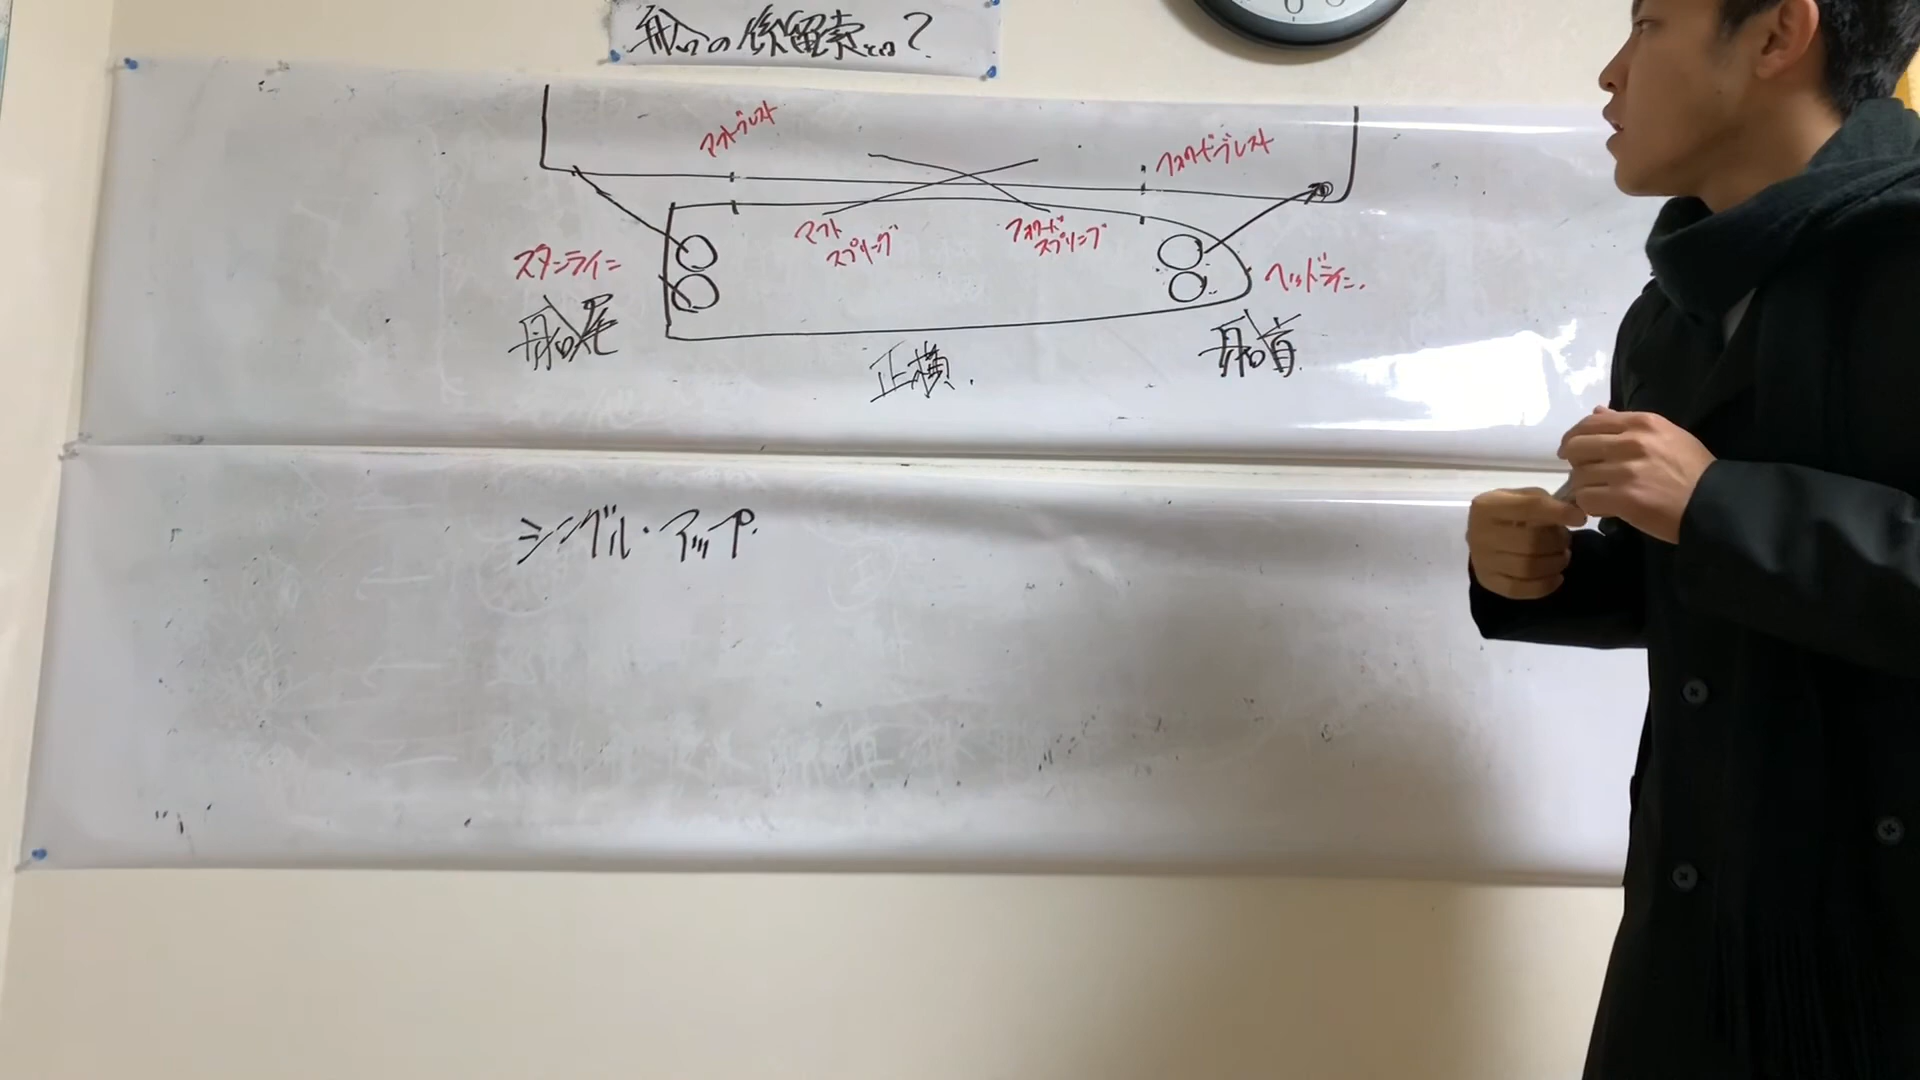 船の係留索とは?
アフトブレスト
フォワードブレスト
アフト
スプリング
フォワード
スプリング
スターンライン
ヘッドライン.
船尾
船首
正横.
シングル・アップ.